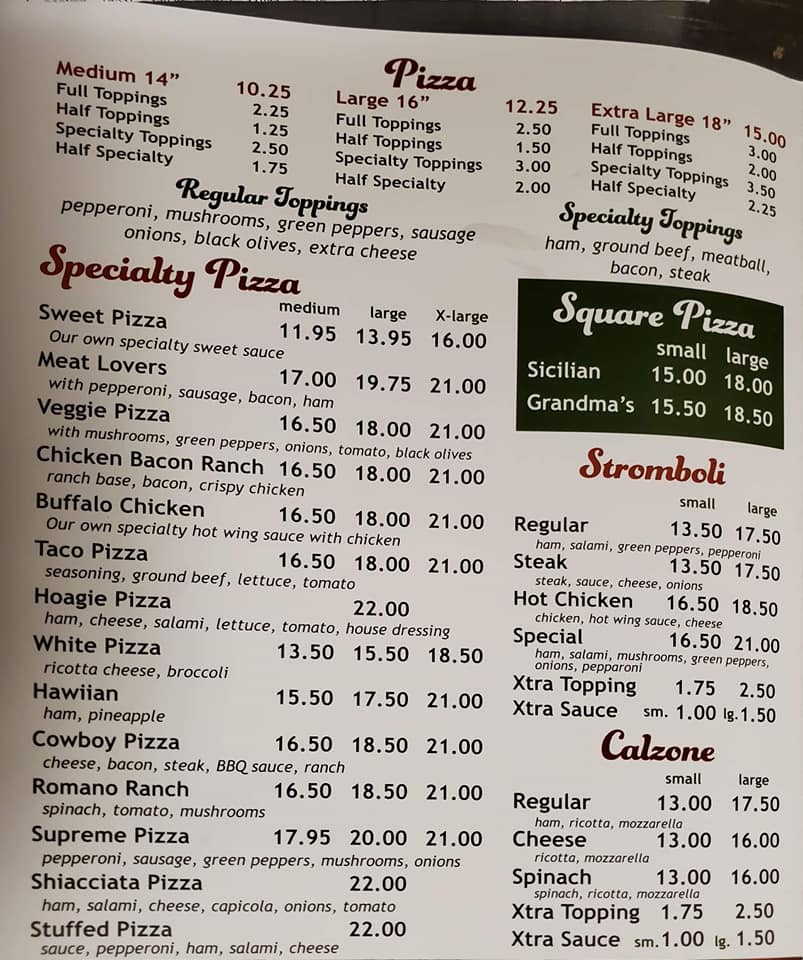 Pizza
Medium 14” 10.25
Full Toppings 2.25
Half Toppings 1.25
Specialty Toppings 2.50
Half Specialty 1.75
Large 16” 12.25
Full Toppings 2.50
Half Toppings 1.50
Specialty Toppings 3.00
Half Specialty 2.00
Extra Large 18” 15.00
Full Toppings 3.00
Half Toppings 2.00
Specialty Toppings 3.50
Half Specialty 2.25
Regular Toppings
pepperoni, mushrooms, green peppers, sausage
onions, black olives, extra cheese
Specialty Toppings
ham, ground beef, meatball,
bacon, steak
Specialty Pizza
medium large X-large
Sweet Pizza 11.95 13.95 16.00
Our own specialty sweet sauce
Meat Lovers 17.00 19.75 21.00
with pepperoni, sausage, bacon, ham
Veggie Pizza 16.50 18.00 21.00
with mushrooms, green peppers, onions, tomato, black olives
Chicken Bacon Ranch 16.50 18.00 21.00
ranch base, bacon, crispy chicken
Buffalo Chicken 16.50 18.00 21.00
Our own specialty hot wing sauce with chicken
Taco Pizza 16.50 18.00 21.00
seasoning, ground beef, lettuce, tomato
Hoagie Pizza 22.00
ham, cheese, salami, lettuce, tomato, house dressing
White Pizza 13.50 15.50 18.50
ricotta cheese, broccoli
Hawiian 15.50 17.50 21.00
ham, pineapple
Cowboy Pizza 16.50 18.50 21.00
cheese, bacon, steak, BBQ sauce, ranch
Romano Ranch 16.50 18.50 21.00
spinach, tomato, mushrooms
Supreme Pizza 17.95 20.00 21.00
pepperoni, sausage, green peppers, mushrooms, onions
Shiacciata Pizza 22.00
ham, salami, cheese, capicola, onions, tomato
Stuffed Pizza 22.00
sauce, pepperoni, ham, salami, cheese
Square Pizza
small large
Sicilian 15.00 18.00
Grandma’s 15.50 18.50
Stromboli
small large
Regular 13.50 17.50
ham, salami, green peppers, pepperoni
Steak 13.50 17.50
steak, sauce, cheese, onions
Hot Chicken 16.50 18.50
chicken, hot wing sauce, cheese
Special 16.50 21.00
ham, salami, mushrooms, green peppers,
onions, pepparoni
Xtra Topping 1.75 2.50
Xtra Sauce sm. 1.00 lg. 1.50
Calzone
small large
Regular 13.00 17.50
ham, ricotta, mozzarella
Cheese 13.00 16.00
ricotta, mozzarella
Spinach 13.00 16.00
spinach, ricotta, mozzarella
Xtra Topping 1.75 2.50
Xtra Sauce sm. 1.00 lg. 1.50